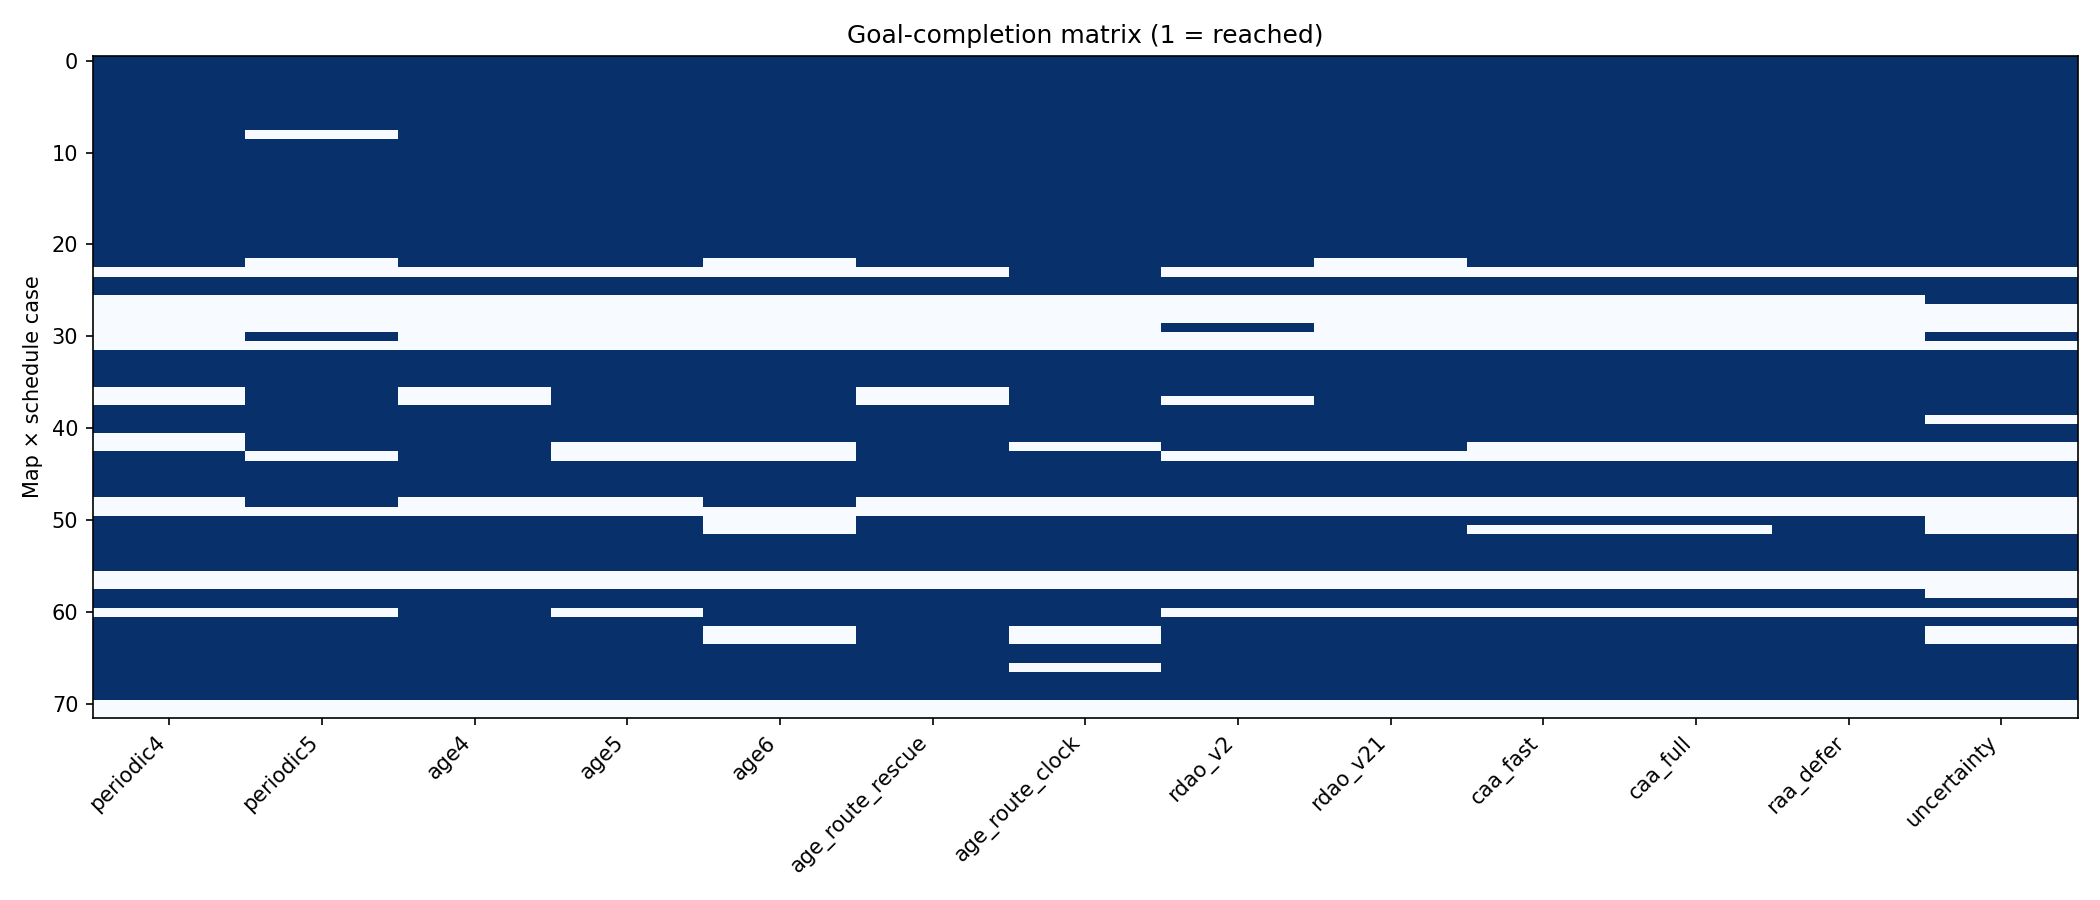 Goal-completion matrix (1 = reached)
Map × schedule case
0
10
20
30
40
50
60
70
periodic4
periodic5
age4
age5
age6
age_route_rescue
age_route_clock
rdao_v2
rdao_v21
caa_fast
caa_full
raa_defer
uncertainty